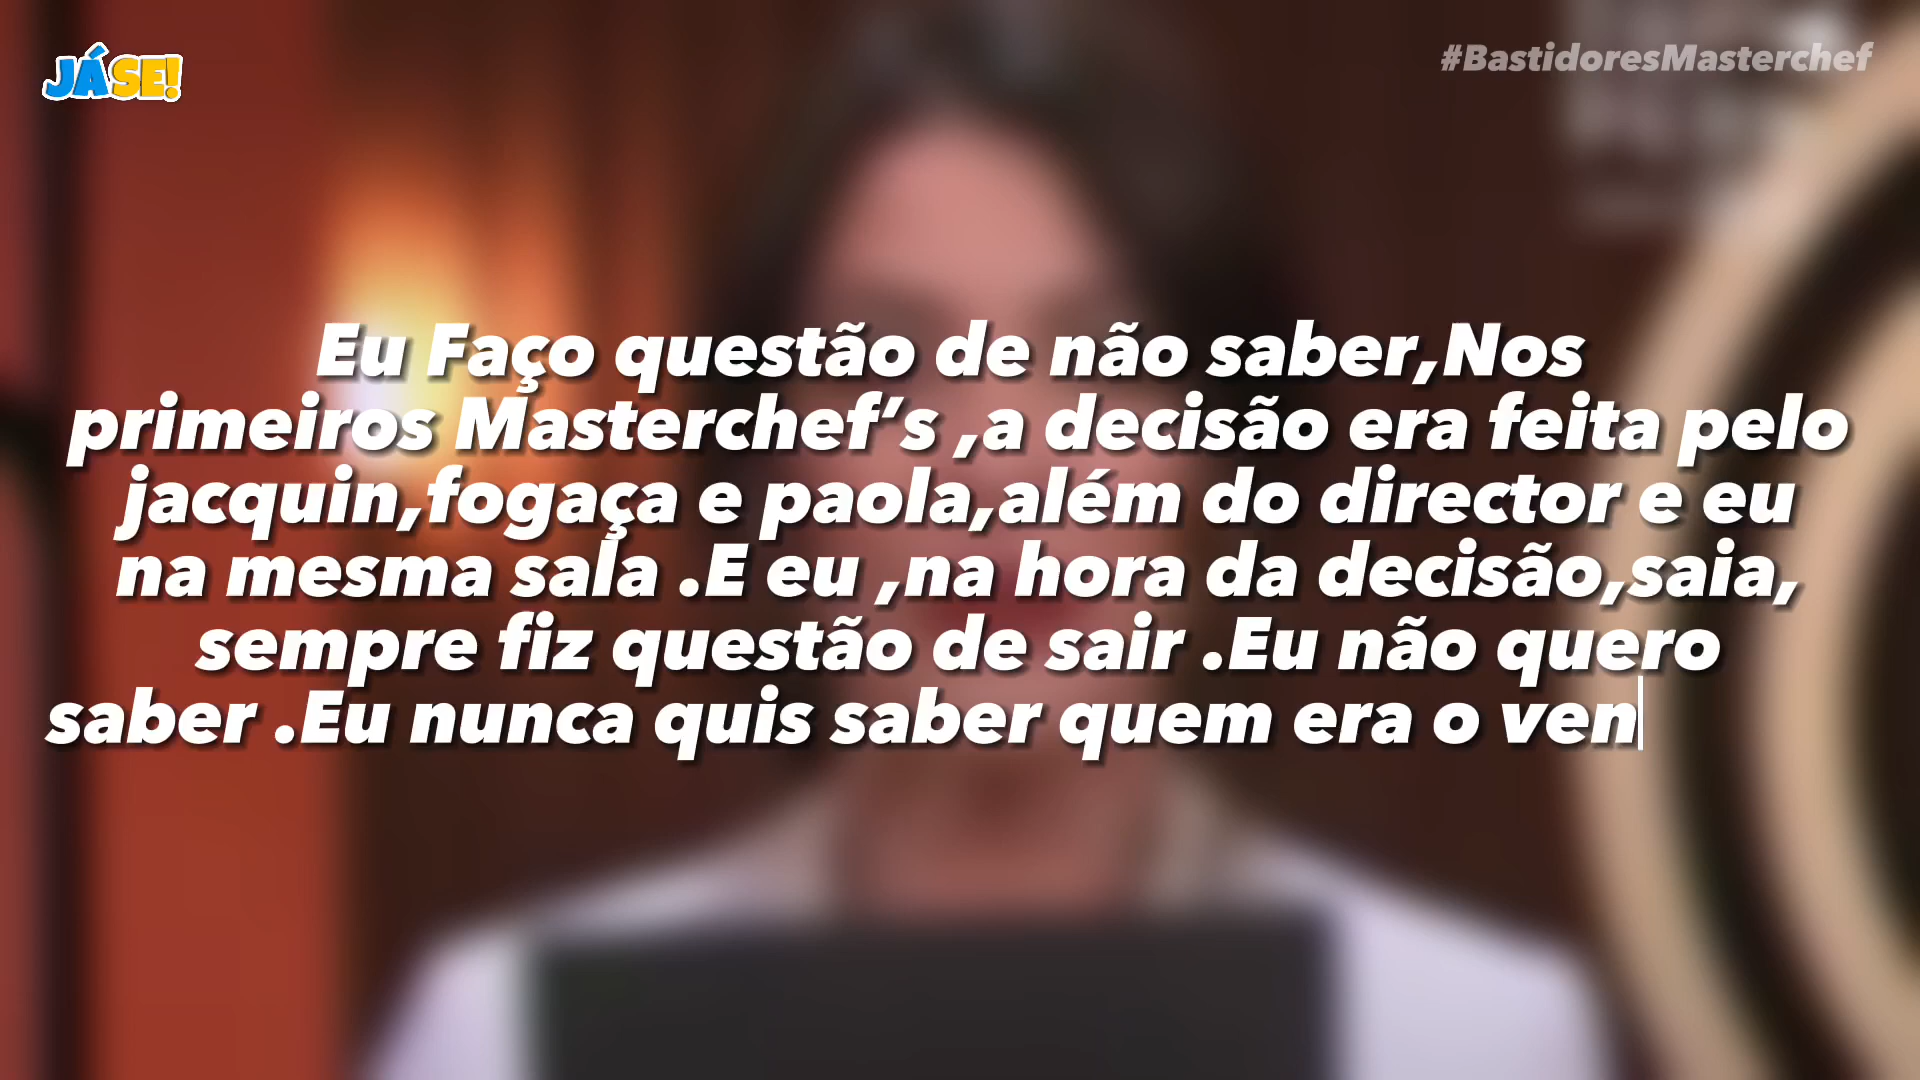 JÁSE!
#BastidoresMasterchef
Eu Faço questão de não saber,Nos
primeiros Masterchef’s ,a decisão era feita pelo
jacquin,fogaça e paola,além do director e eu
na mesma sala .E eu ,na hora da decisão,saia,
sempre fiz questão de sair .Eu não quero
saber .Eu nunca quis saber quem era o ven